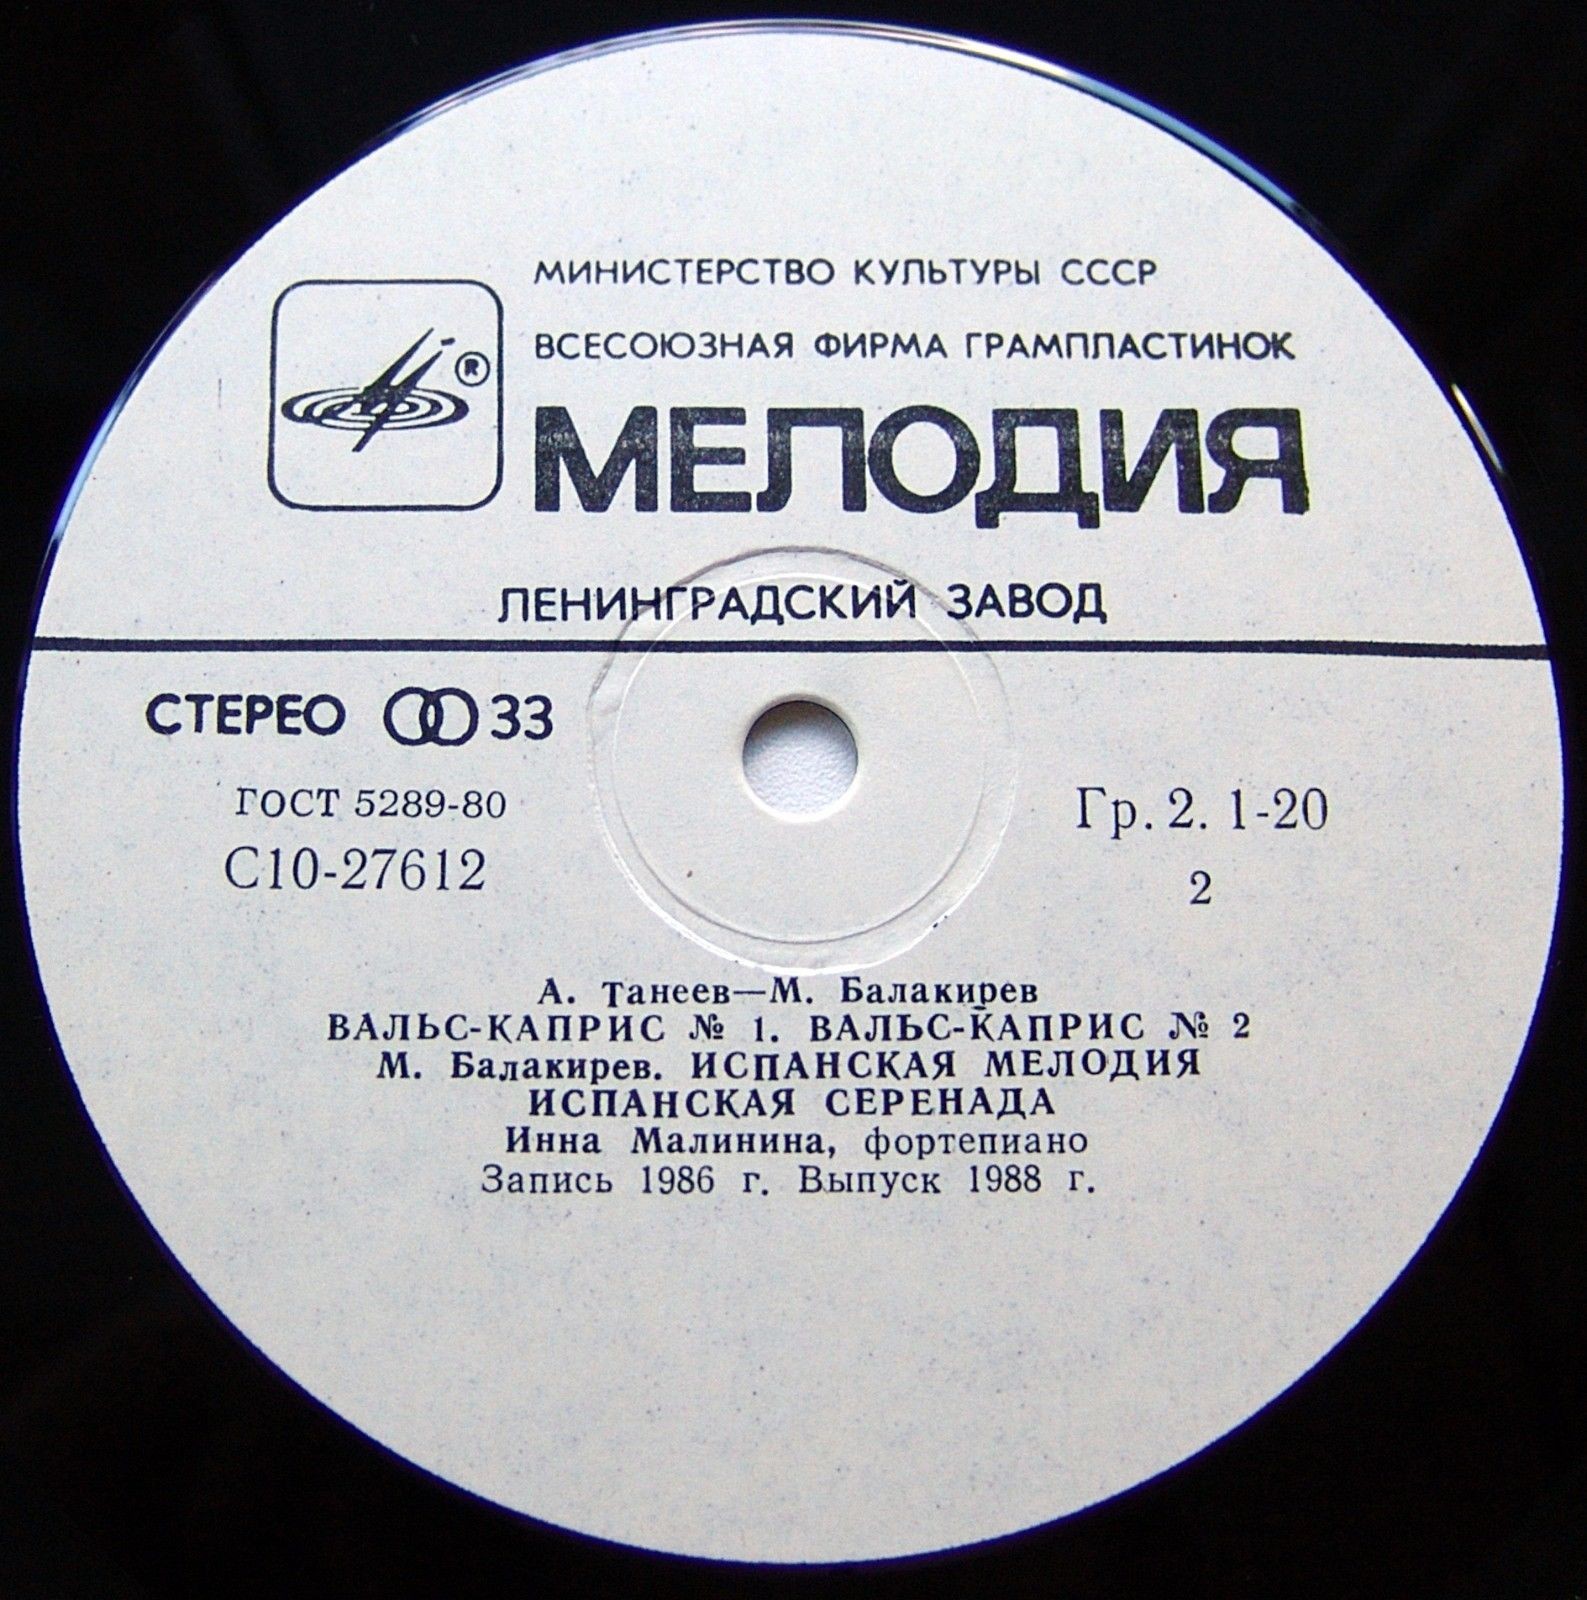 МИНИСТЕРСТВО КУЛЬТУРЫ СССР
ВСЕСОЮЗНАЯ ФИРМА ГРАМПЛАСТИНОК
®
МЕЛОДИЯ
ЛЕНИНГРАДСКИЙ ЗАВОД
СТЕРЕО 33
ГОСТ 5289-80
С10-27612
Гр. 2. 1-20
2
А. Танеев—М. Балакирев
ВАЛЬС-КАПРИС № 1. ВАЛЬС-КАПРИС № 2
М. Балакирев. ИСПАНСКАЯ МЕЛОДИЯ
ИСПАНСКАЯ СЕРЕНАДА
Инна Малинина, фортепиано
Запись 1986 г. Выпуск 1988 г.